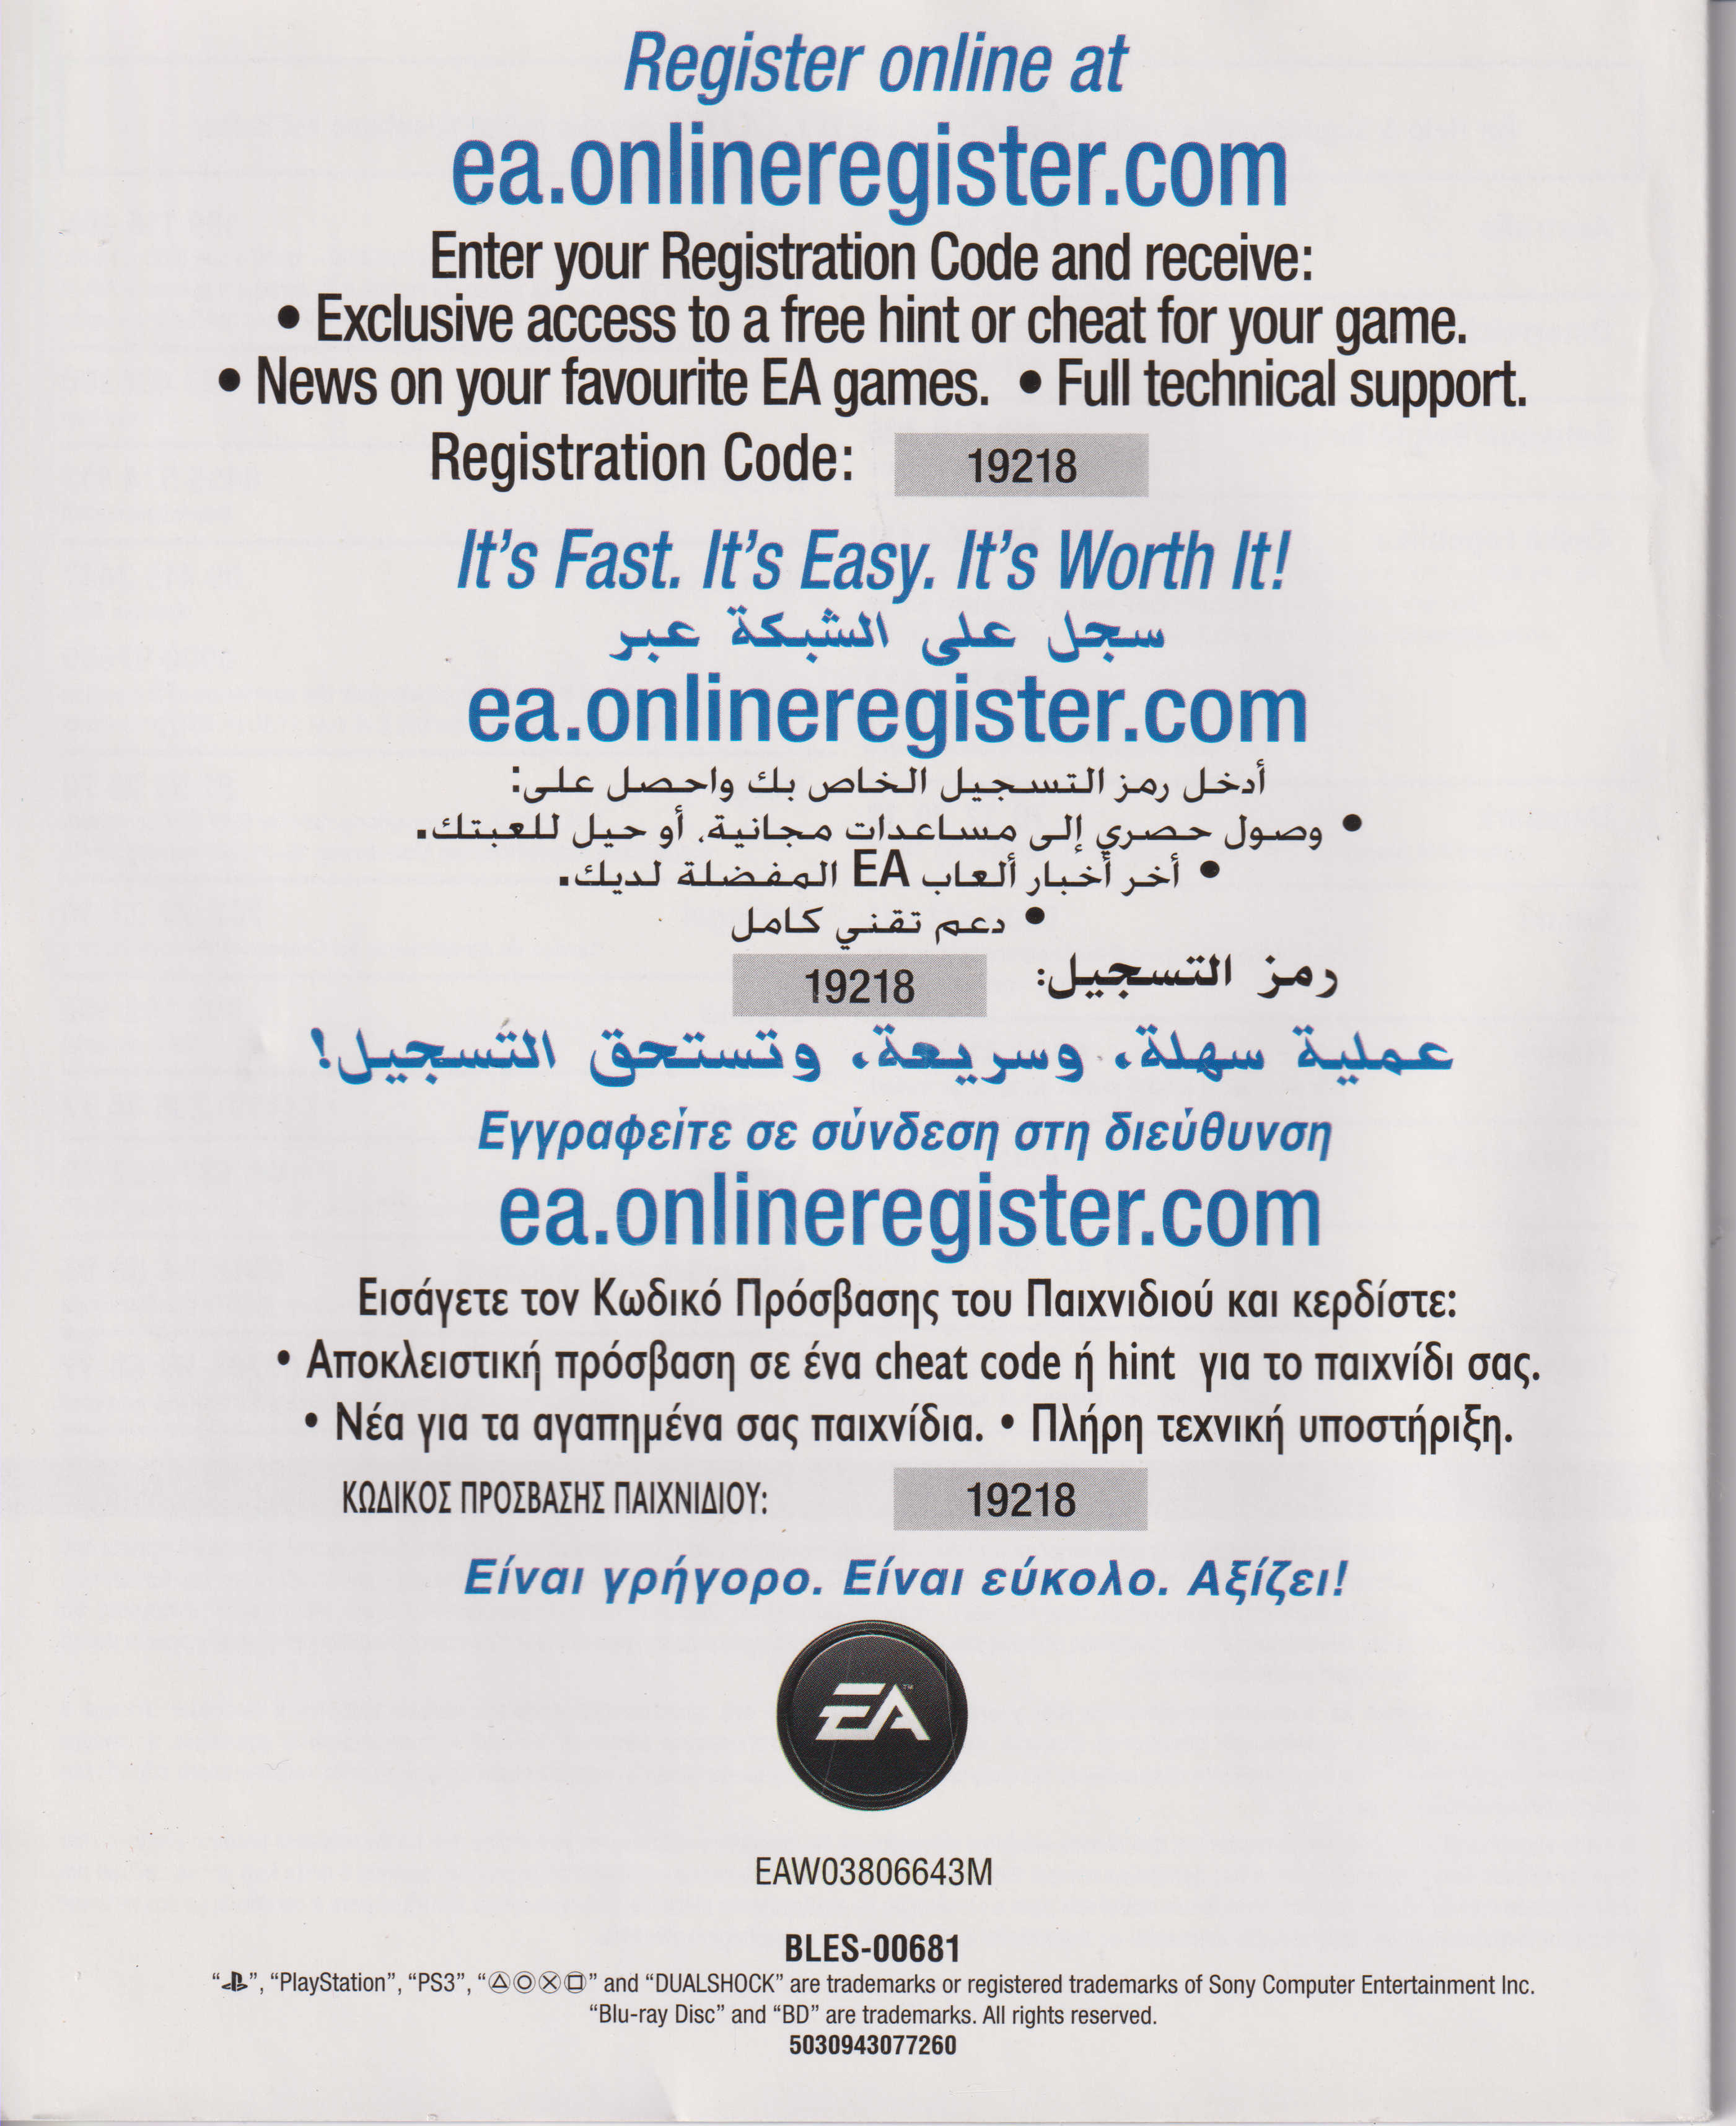 Register online at
ea.onlineregister.com
Enter your Registration Code and receive:
• Exclusive access to a free hint or cheat for your game.
• News on your favourite EA games. • Full technical support.
Registration Code: 19218
It's Fast. It's Easy. It's Worth It!
سجل على الشبكة عبر
ea.onlineregister.com
أدخل رمز التسجيل الخاص بك واحصل على:
• وصول حصري إلى مساعدات مجانية، أو حيل للعبتك.
• أخر أخبار ألعاب EA المفضلة لديك.
• دعم تقني كامل
رمز التسجيل: 19218
عملية سهلة، وسريعة، وتستحق التسجيل!
Εγγραφείτε σε σύνδεση στη διεύθυνση
ea.onlineregister.com
Εισάγετε τον Κωδικό Πρόσβασης του Παιχνιδιού και κερδίστε:
• Αποκλειστική πρόσβαση σε ένα cheat code ή hint για το παιχνίδι σας.
• Νέα για τα αγαπημένα σας παιχνίδια. • Πλήρη τεχνική υποστήριξη.
ΚΩΔΙΚΟΣ ΠΡΟΣΒΑΣΗΣ ΠΑΙΧΝΙΔΙΟΥ: 19218
Είναι γρήγορο. Είναι εύκολο. Αξίζει!
EA™
EAW03806643M
BLES-00681
“PS”, “PlayStation”, “PS3”, “△○✕□” and “DUALSHOCK” are trademarks or registered trademarks of Sony Computer Entertainment Inc.
“Blu-ray Disc” and “BD” are trademarks. All rights reserved.
5030943077260